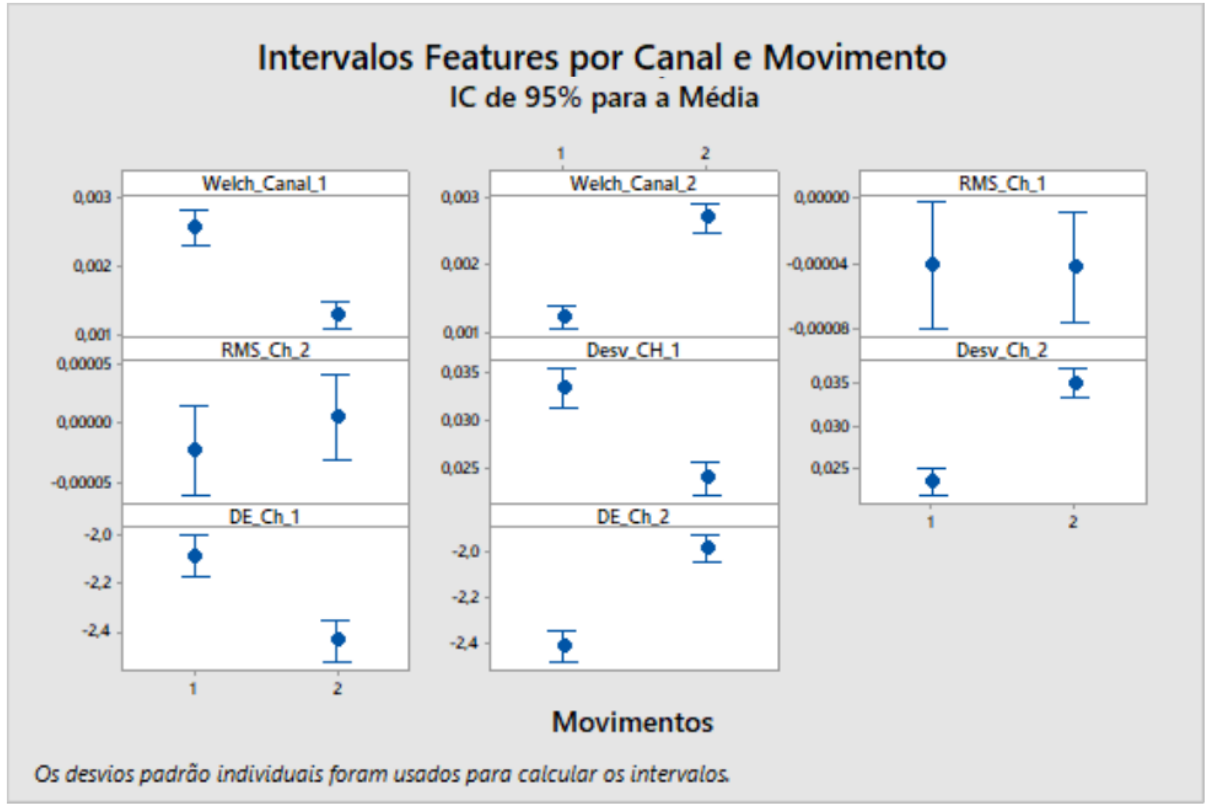 Intervalos Features por Canal e Movimento
IC de 95% para a Média
1 2
Welch_Canal_1
0,003
0,002
0,001
Welch_Canal_2
0,003
0,002
0,001
RMS_Ch_1
0,00000
-0,00004
-0,00008
RMS_Ch_2
0,00005
0,00000
-0,00005
Desv_CH_1
0,035
0,030
0,025
Desv_Ch_2
0,035
0,030
0,025
1 2
DE_Ch_1
-2,0
-2,2
-2,4
1 2
DE_Ch_2
-2,0
-2,2
-2,4
Movimentos
Os desvios padrão individuais foram usados para calcular os intervalos.